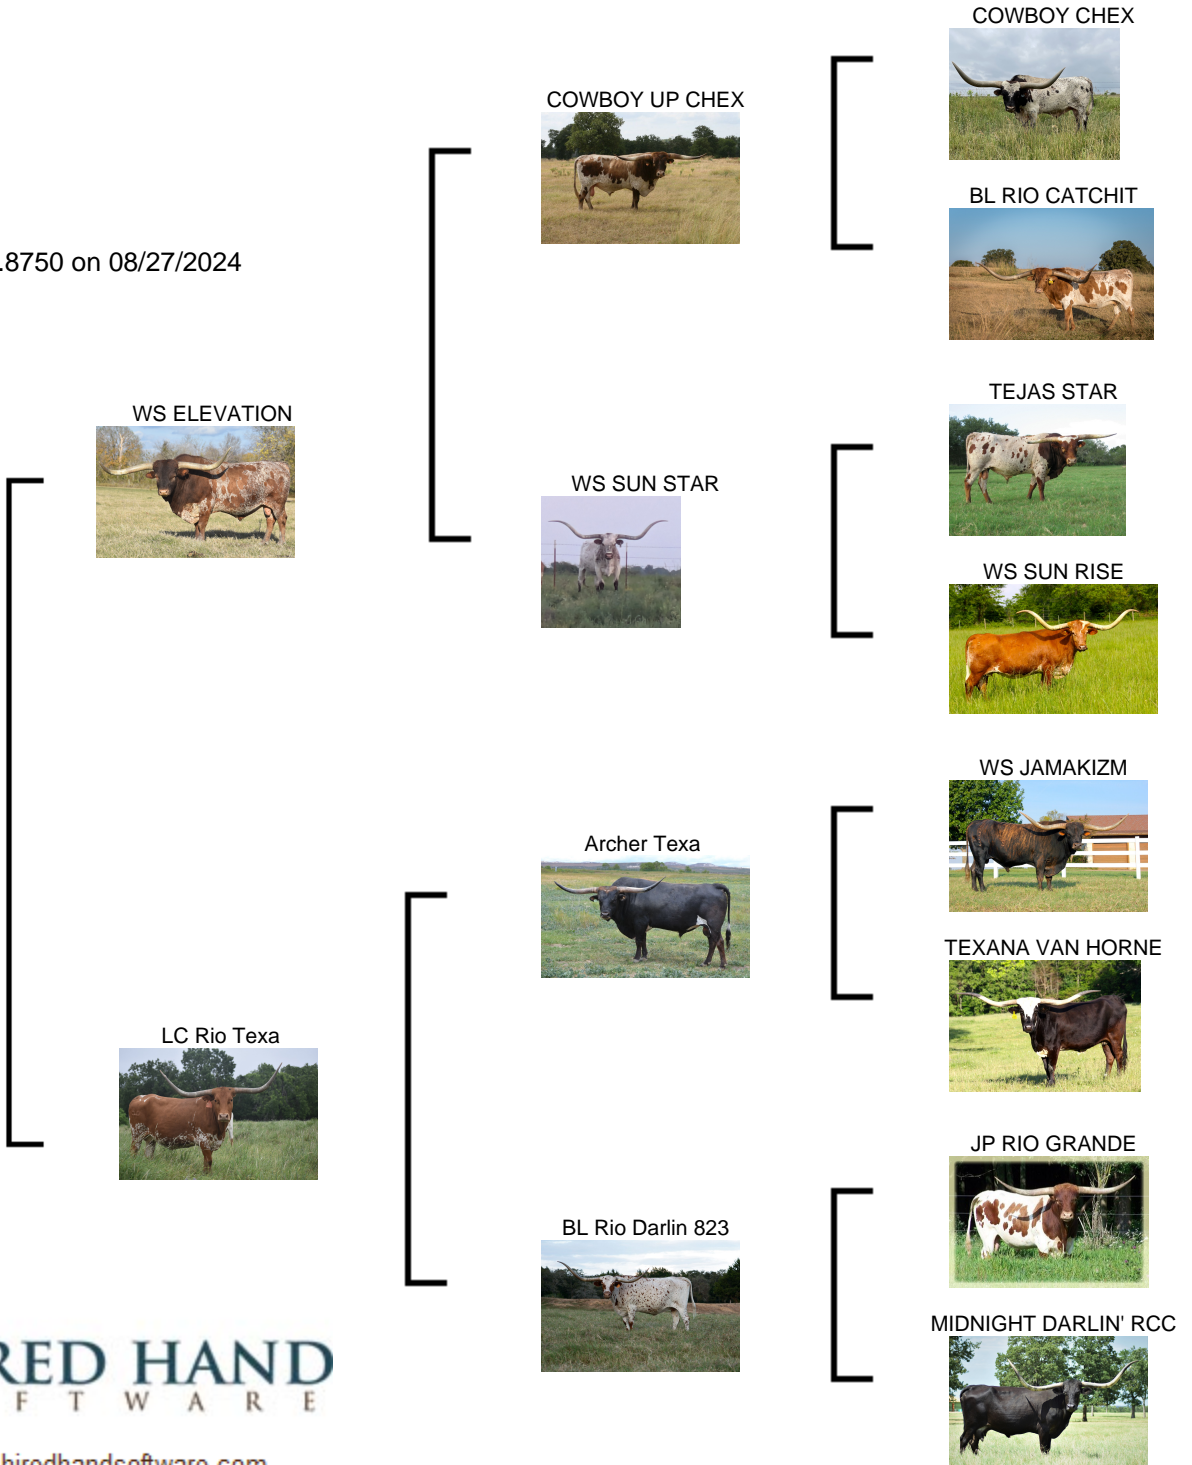 COWBOY CHEX
COWBOY UP CHEX
BL RIO CATCHIT
.8750 on 08/27/2024
TEJAS STAR
WS ELEVATION
WS SUN STAR
WS SUN RISE
WS JAMAKIZM
Archer Texa
TEXANA VAN HORNE
LC Rio Texa
JP RIO GRANDE
BL Rio Darlin 823
MIDNIGHT DARLIN' RCC
RED HAND
F T W A R E
hiredhandsoftware.com